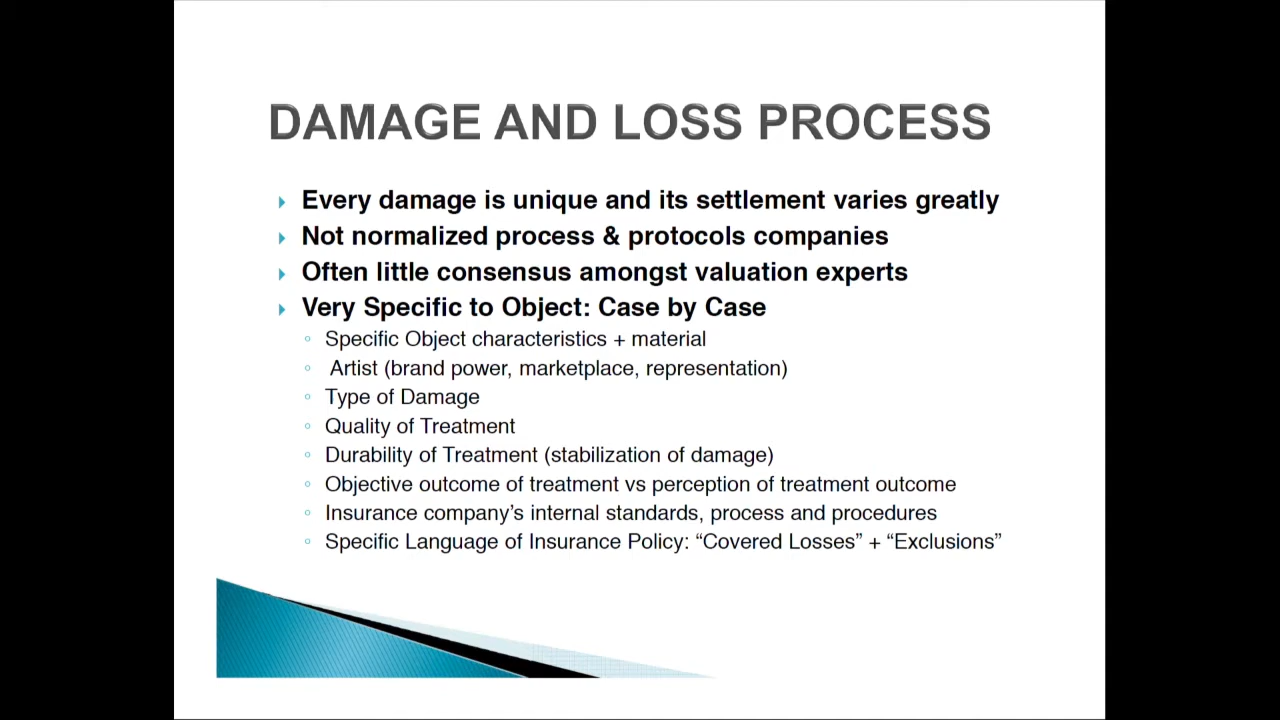 DAMAGE AND LOSS PROCESS
Every damage is unique and its settlement varies greatly
Not normalized process & protocols companies
Often little consensus amongst valuation experts
Very Specific to Object: Case by Case
Specific Object characteristics + material
Artist (brand power, marketplace, representation)
Type of Damage
Quality of Treatment
Durability of Treatment (stabilization of damage)
Objective outcome of treatment vs perception of treatment outcome
Insurance company’s internal standards, process and procedures
Specific Language of Insurance Policy: “Covered Losses” + “Exclusions”